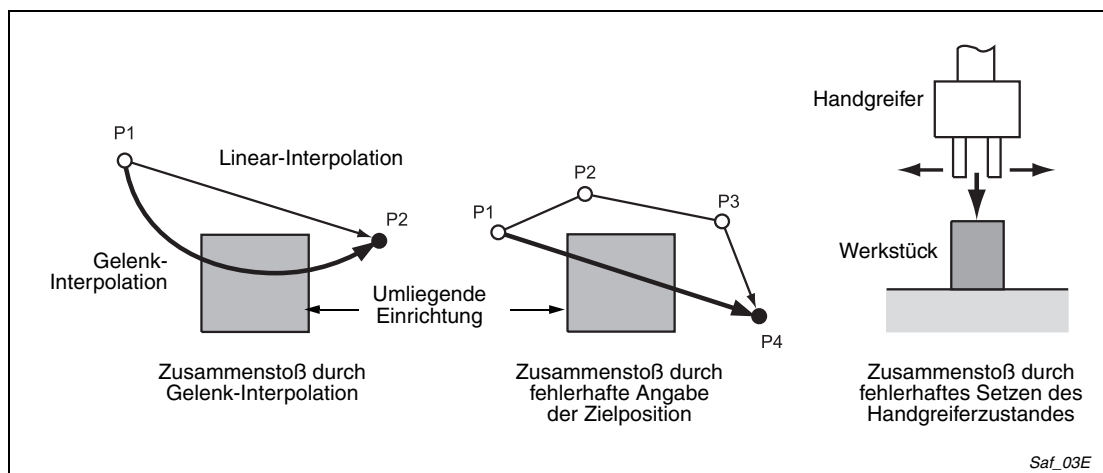 P1
Linear-Interpolation
P2
Gelenk-
Interpolation
Umliegende
Einrichtung
Zusammenstoß durch
Gelenk-Interpolation
P1
P2
P3
P4
Zusammenstoß durch
fehlerhafte Angabe
der Zielposition
Handgreifer
Werkstück
Zusammenstoß durch
fehlerhaftes Setzen des
Handgreiferzustandes
Saf_03E